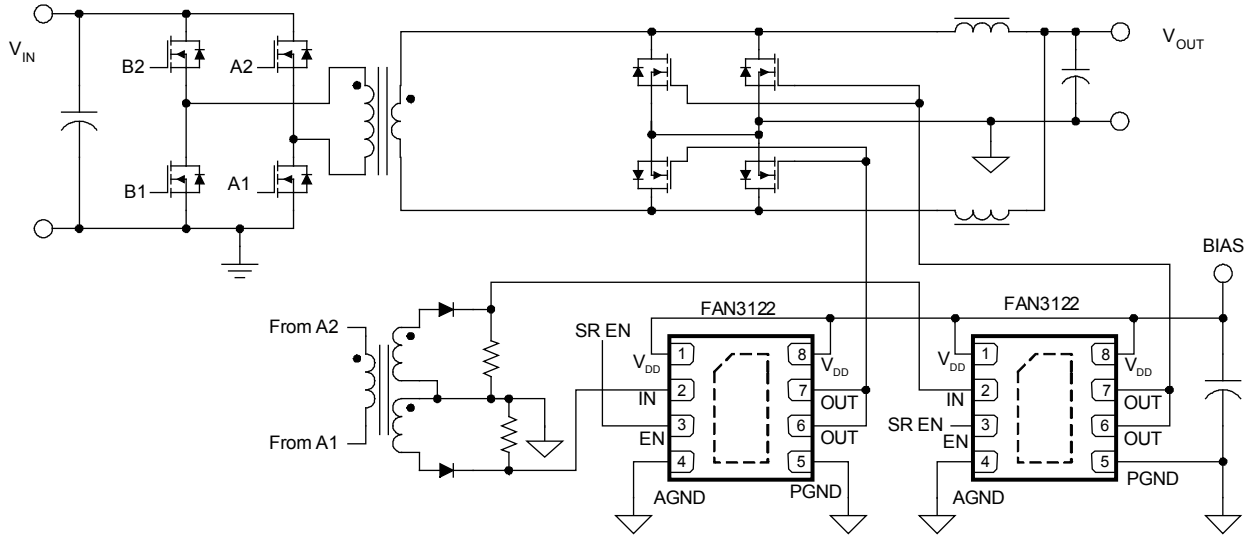 V_IN
B2
A2
B1
A1
V_OUT
BIAS
From A2
From A1
SR EN
FAN3122
V_DD
1
8
V_DD
IN
2
7
OUT
EN
3
6
OUT
4
5
AGND
PGND
FAN3122
V_DD
1
8
V_DD
IN
2
7
OUT
SR EN
EN
3
6
OUT
4
5
AGND
PGND